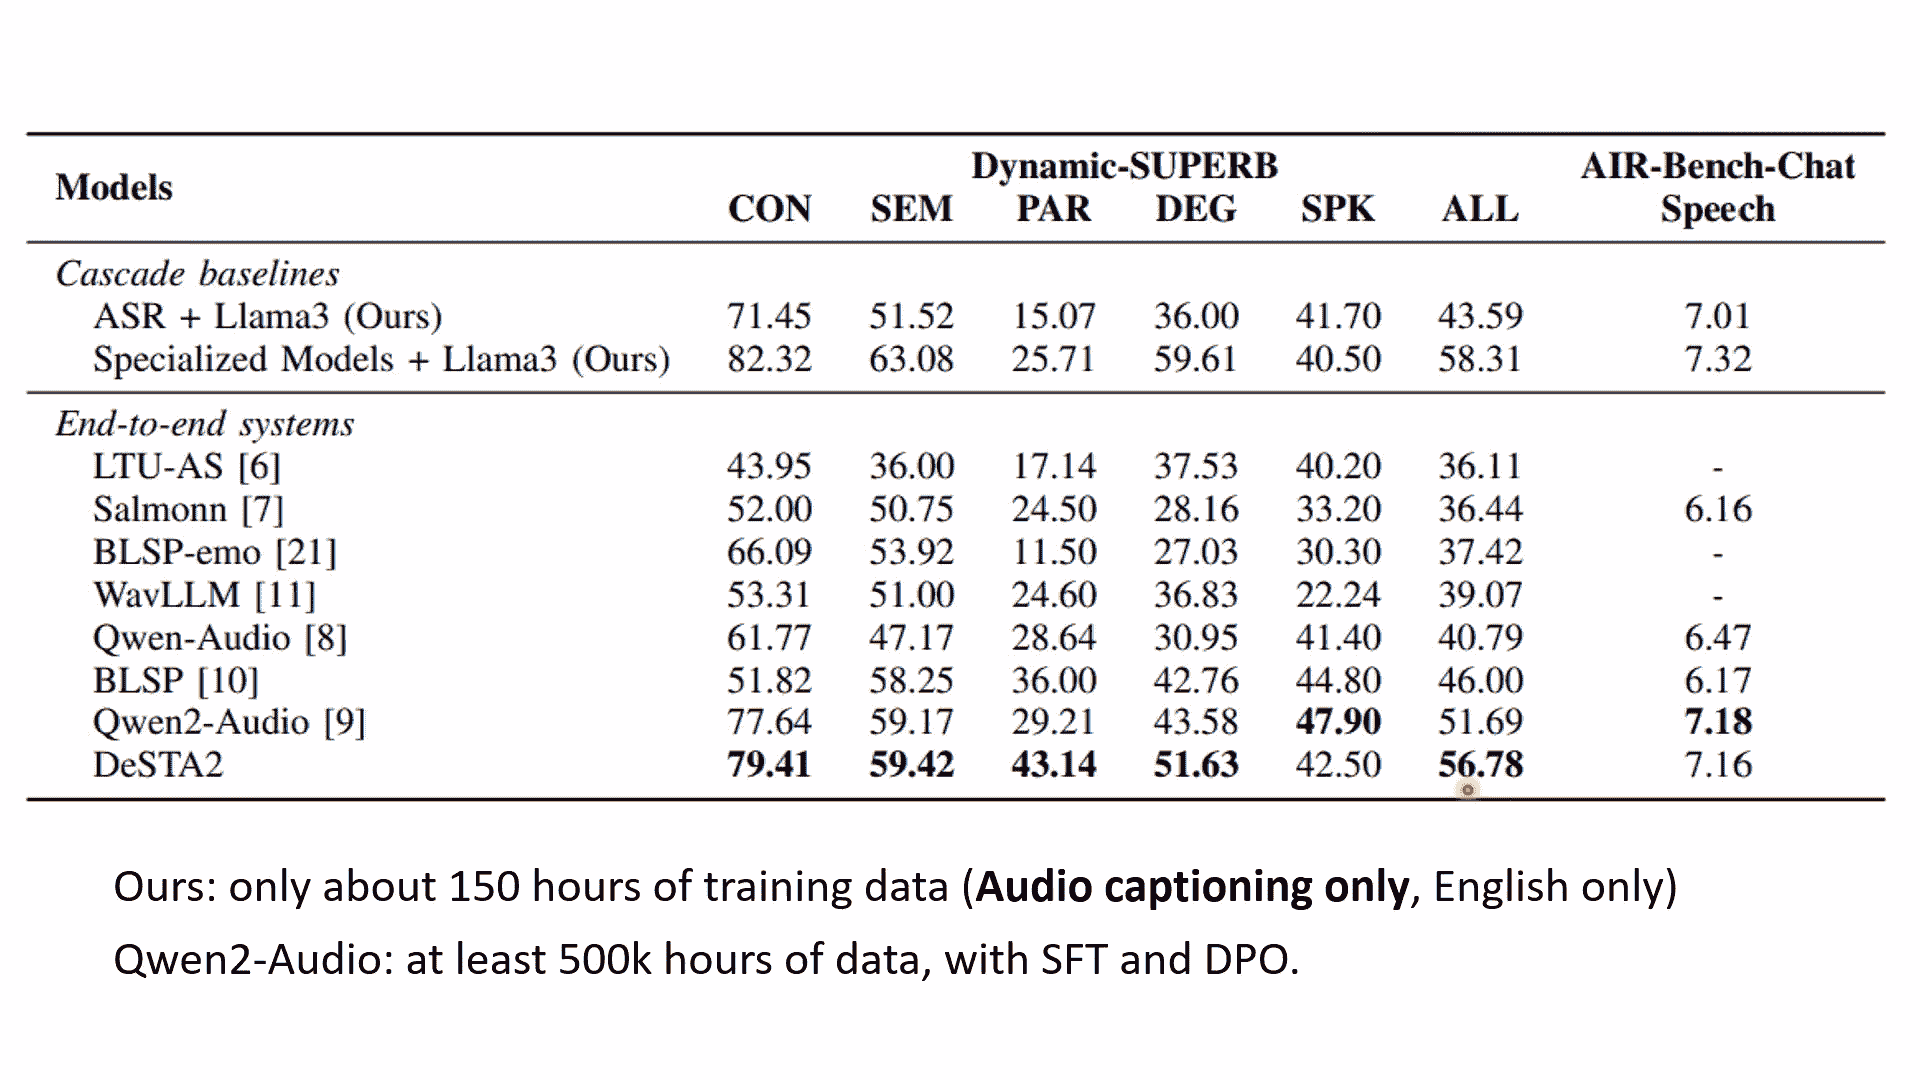 Models Dynamic-SUPERB AIR-Bench-Chat
CON SEM PAR DEG SPK ALL Speech
Cascade baselines
ASR + Llama3 (Ours) 71.45 51.52 15.07 36.00 41.70 43.59 7.01
Specialized Models + Llama3 (Ours) 82.32 63.08 25.71 59.61 40.50 58.31 7.32
End-to-end systems
LTU-AS [6] 43.95 36.00 17.14 37.53 40.20 36.11 -
Salmonn [7] 52.00 50.75 24.50 28.16 33.20 36.44 6.16
BLSP-emo [21] 66.09 53.92 11.50 27.03 30.30 37.42 -
WavLLM [11] 53.31 51.00 24.60 36.83 22.24 39.07 -
Qwen-Audio [8] 61.77 47.17 28.64 30.95 41.40 40.79 6.47
BLSP [10] 51.82 58.25 36.00 42.76 44.80 46.00 6.17
Qwen2-Audio [9] 77.64 59.17 29.21 43.58 47.90 51.69 7.18
DeSTA2 79.41 59.42 43.14 51.63 42.50 56.78 7.16
Ours: only about 150 hours of training data (Audio captioning only, English only)
Qwen2-Audio: at least 500k hours of data, with SFT and DPO.